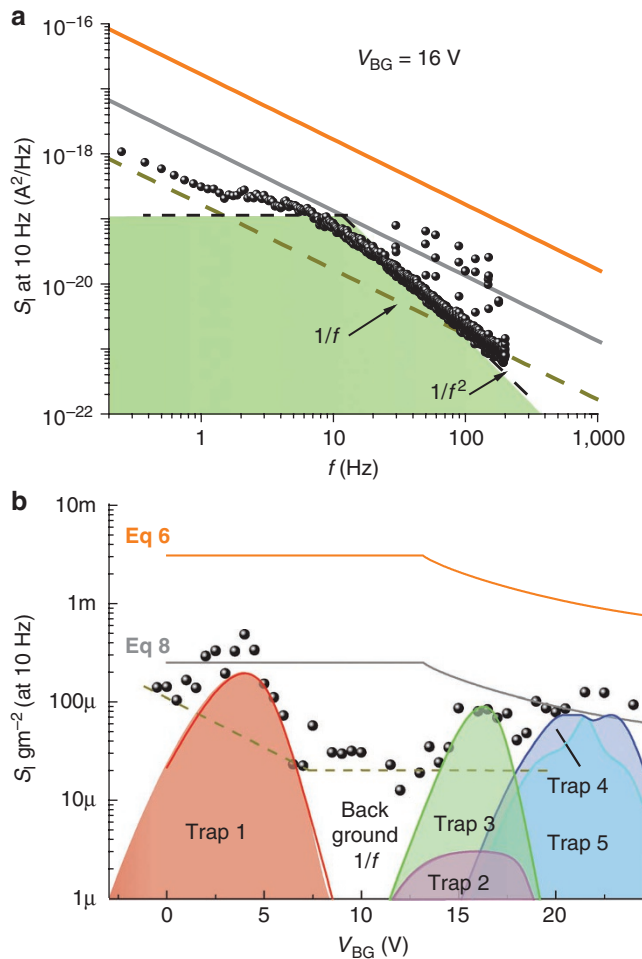 a
V_BG = 16 V
S_I at 10 Hz (A²/Hz)
10⁻¹⁶
10⁻¹⁸
10⁻²⁰
10⁻²²
1/f
1/f²
1
10
100
1,000
f (Hz)
b
S_I gm⁻² (at 10 Hz)
10m
1m
100µ
10µ
1µ
Eq 6
Eq 8
Trap 1
Back
ground
1/f
Trap 3
Trap 2
Trap 4
Trap 5
0
5
10
15
20
V_BG (V)